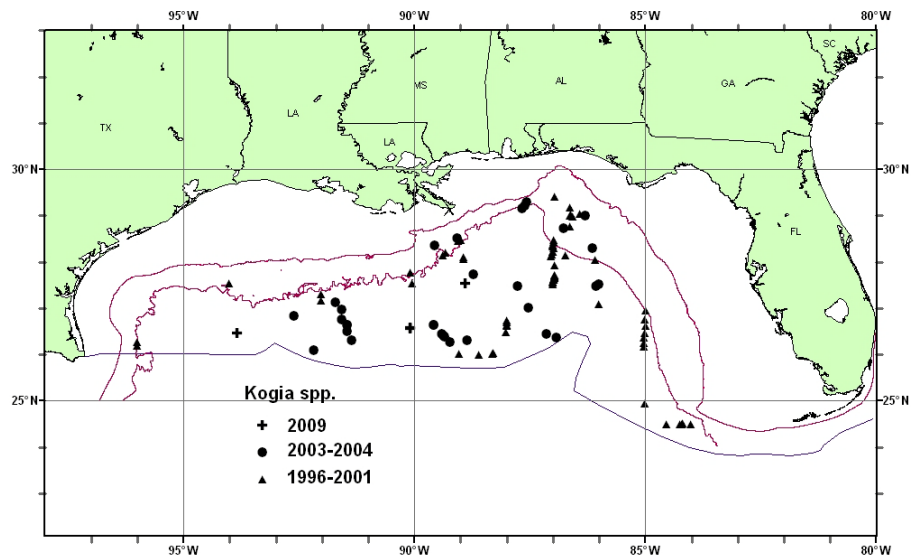 95°W 90°W 85°W 80°W
SC
MS AL GA
TX LA
LA
30°N 30°N
FL
25°N 25°N
Kogia spp.
2009
2003-2004
1996-2001
95°W 90°W 85°W 80°W